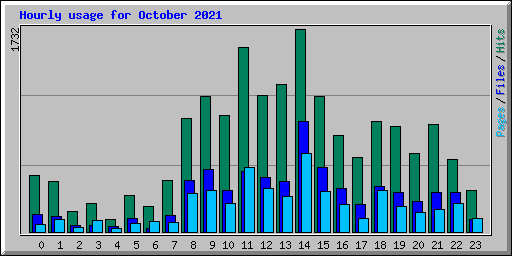 Hourly usage for October 2021
1732
Pages / Files / Hits
0 1 2 3 4 5 6 7 8 9 10 11 12 13 14 15 16 17 18 19 20 21 22 23